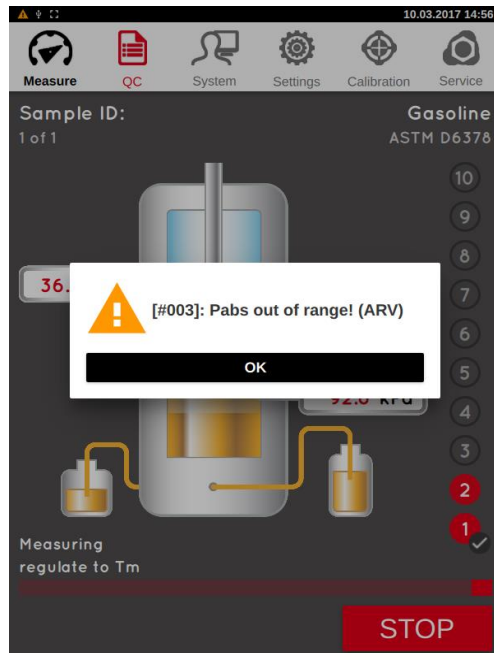 10.03.2017 14:56
Measure QC System Settings Calibration Service
Sample ID: Gasoline
1 of 1 ASTM D6378
10
9
8
36.
7
[#003]: Pabs out of range! (ARV)
6
OK
5
kPa
4
3
2
1
Measuring
regulate to Tm
STOP